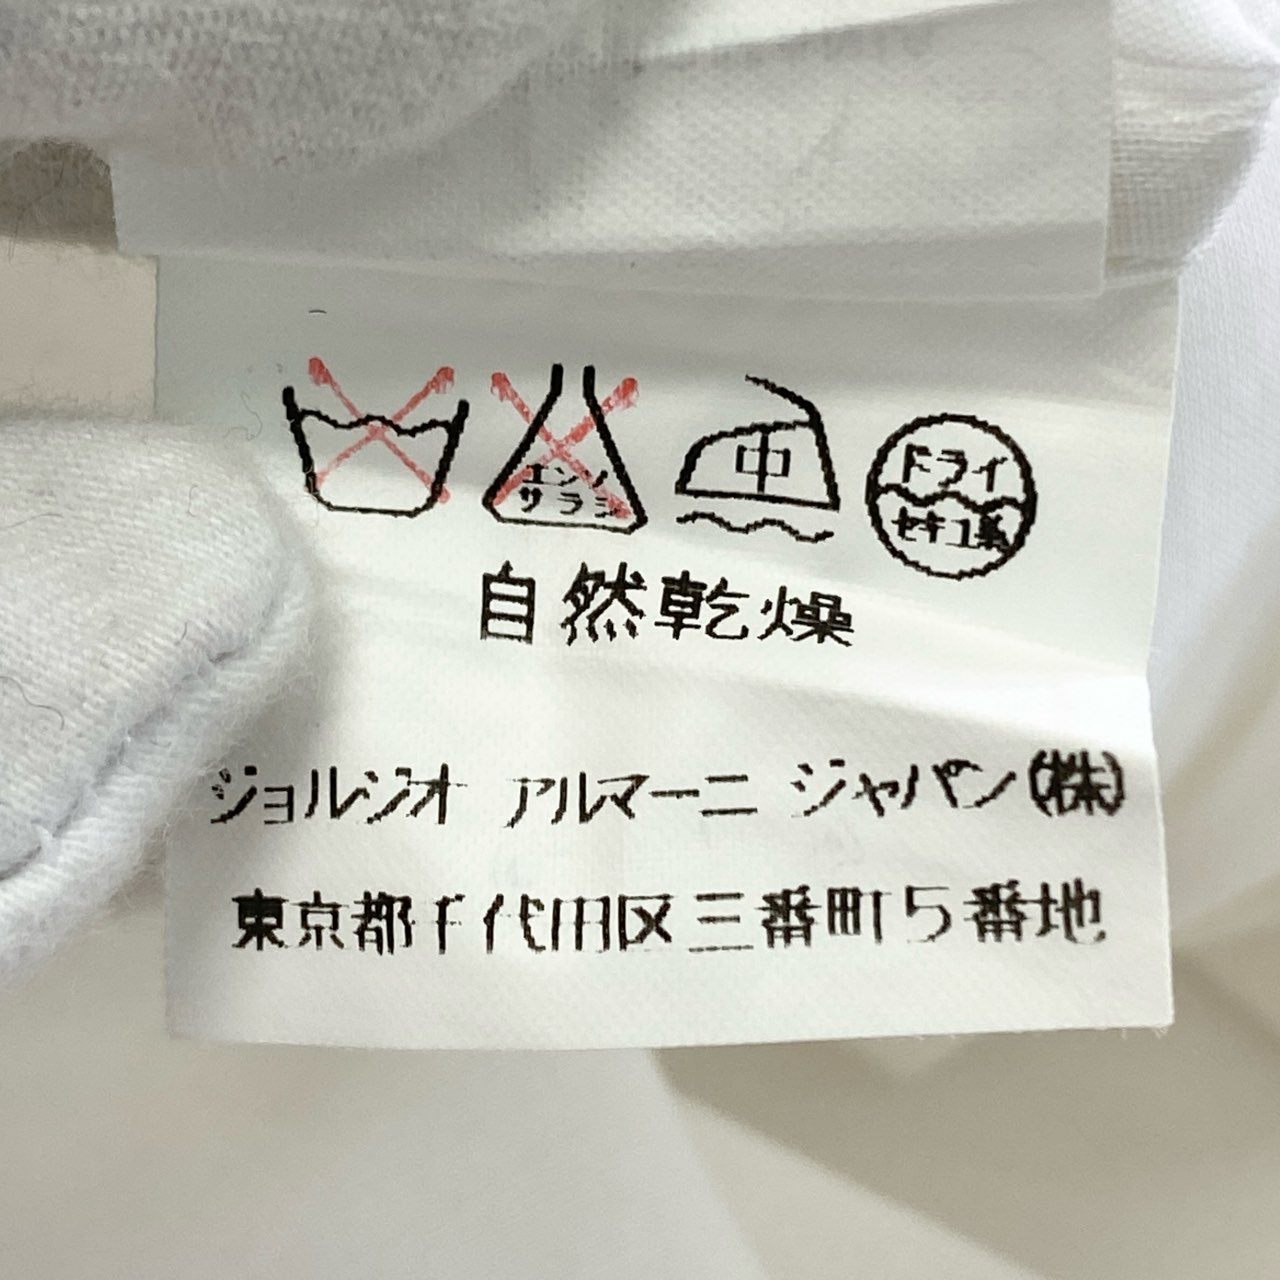 エンソ
サラシ
中
ドライ
セキユ系
自然乾燥
ジョルジオ アルマーニ ジャパン(株)
東京都千代田区三番町5番地